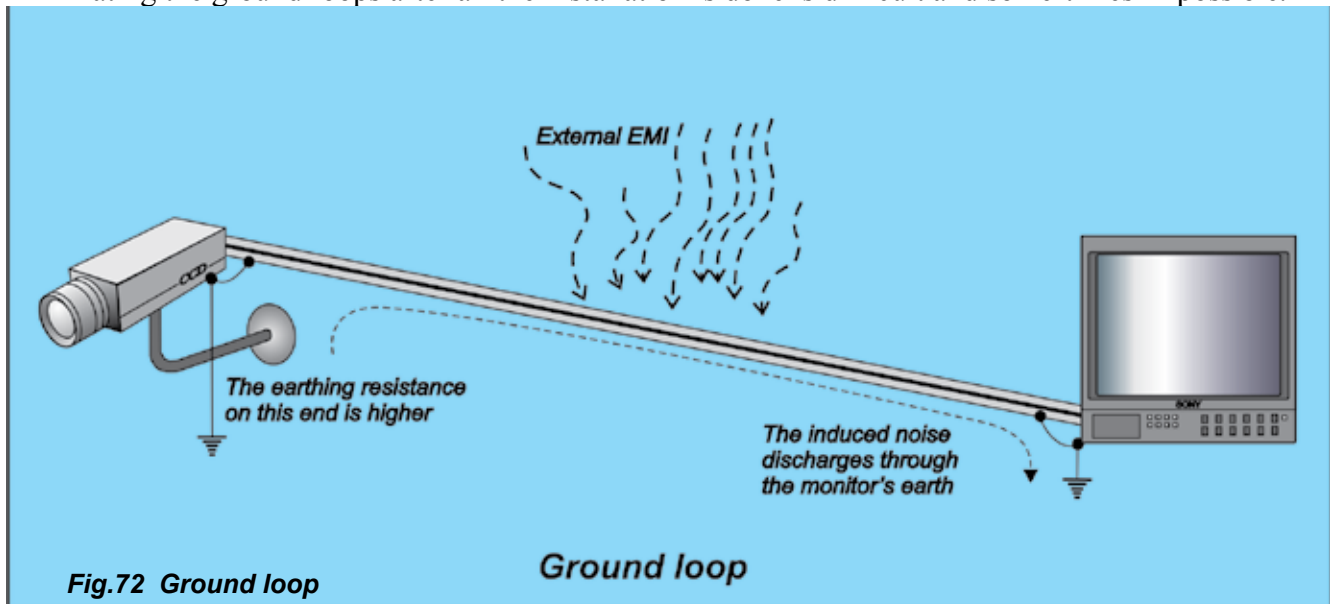 External EMI
The earthing resistance
on this end is higher
SONY
The induced noise
discharges through
the monitor's earth
Ground loop
Fig.72 Ground loop